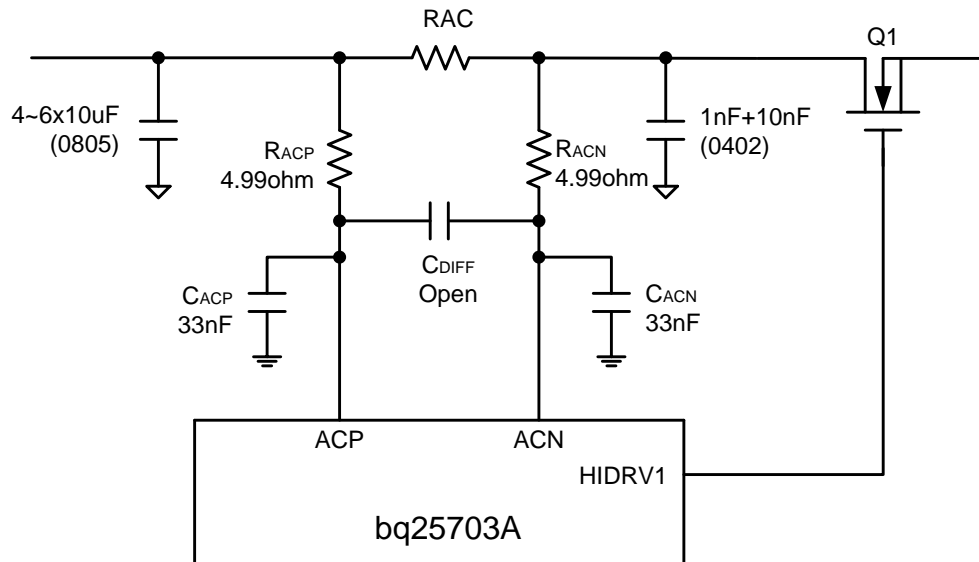 RAC
Q1
4~6x10uF
(0805)
1nF+10nF
(0402)
RACP
4.99ohm
RACN
4.99ohm
CDIFF
Open
CACP
33nF
CACN
33nF
ACP
ACN
HIDRV1
bq25703A